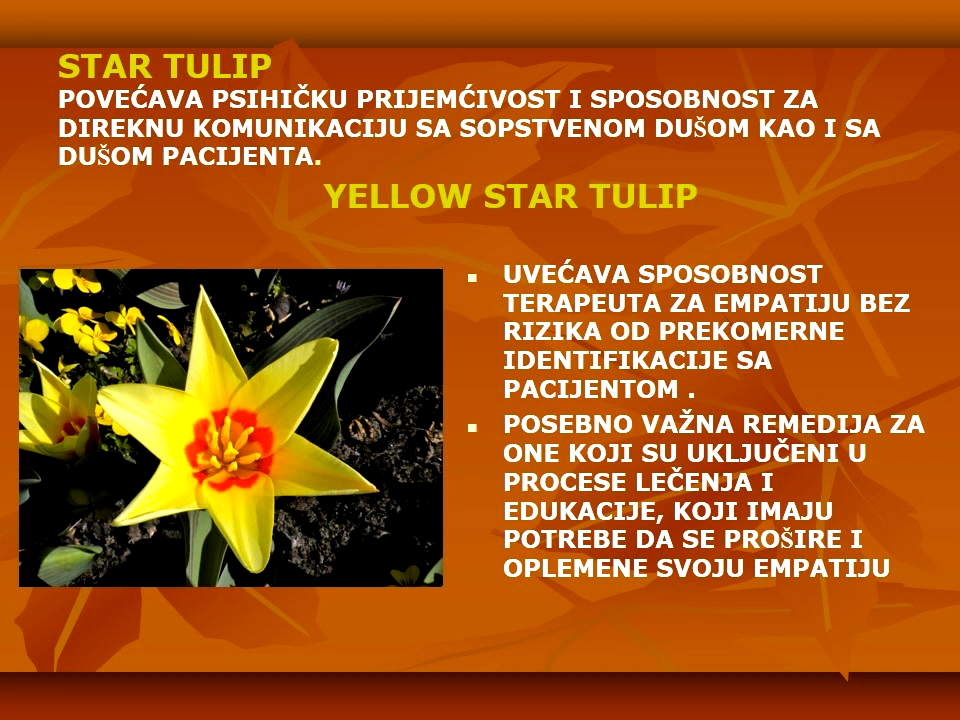 STAR TULIP
POVEĆAVA PSIHIČKU PRIJEMĆIVOST I SPOSOBNOST ZA
DIREKNU KOMUNIKACIJU SA SOPSTVENOM DUŠOM KAO I SA
DUŠOM PACIJENTA.
YELLOW STAR TULIP
UVEĆAVA SPOSOBNOST
TERAPEUTA ZA EMPATIJU BEZ
RIZIKA OD PREKOMERNE
IDENTIFIKACIJE SA
PACIJENTOM .
POSEBNO VAŽNA REMEDIJA ZA
ONE KOJI SU UKLJUČENI U
PROCESE LEČENJA I
EDUKACIJE, KOJI IMAJU
POTREBE DA SE PROŠIRE I
OPLEMENE SVOJU EMPATIJU